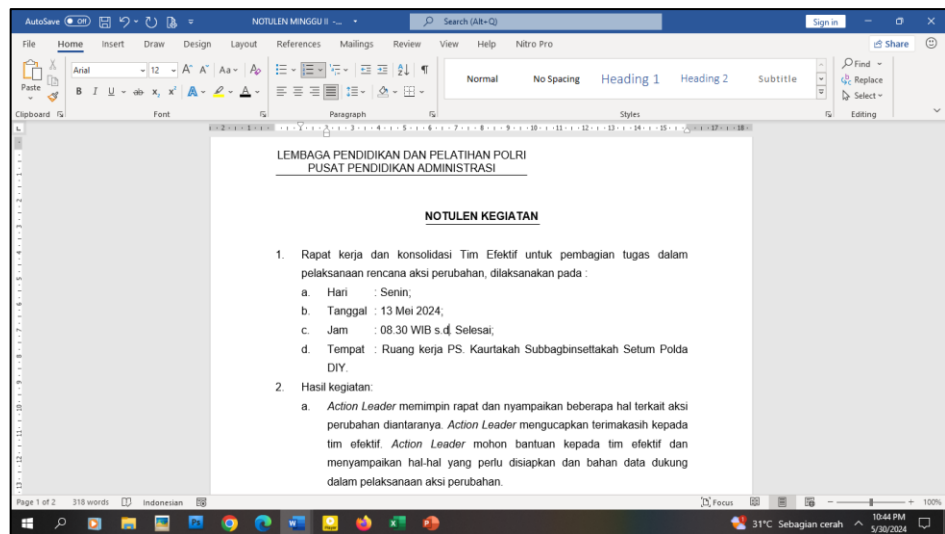 AutoSave Off NOTULEN MINGGU II -... Search (Alt+Q) Sign in
File Home Insert Draw Design Layout References Mailings Review View Help Nitro Pro Share
Arial 12 Normal No Spacing Heading 1 Heading 2 Subtitle Find
Paste Replace
Select
Clipboard Font Paragraph Styles Editing
LEMBAGA PENDIDIKAN DAN PELATIHAN POLRI
PUSAT PENDIDIKAN ADMINISTRASI
NOTULEN KEGIATAN
1. Rapat kerja dan konsolidasi Tim Efektif untuk pembagian tugas dalam
pelaksanaan rencana aksi perubahan, dilaksanakan pada :
a. Hari : Senin;
b. Tanggal : 13 Mei 2024;
c. Jam : 08.30 WIB s.d. Selesai;
d. Tempat : Ruang kerja PS. Kaurtakah Subbagbinsettakah Setum Polda
DIY.
2. Hasil kegiatan:
a. Action Leader memimpin rapat dan nyampaikan beberapa hal terkait aksi
perubahan diantaranya. Action Leader mengucapkan terimakasih kepada
tim efektif. Action Leader mohon bantuan kepada tim efektif dan
menyampaikan hal-hal yang perlu disiapkan dan bahan data dukung
dalam pelaksanaan aksi perubahan.
Page 1 of 2 318 words Indonesian Focus 100%
31°C Sebagian cerah 10:44 PM
5/30/2024